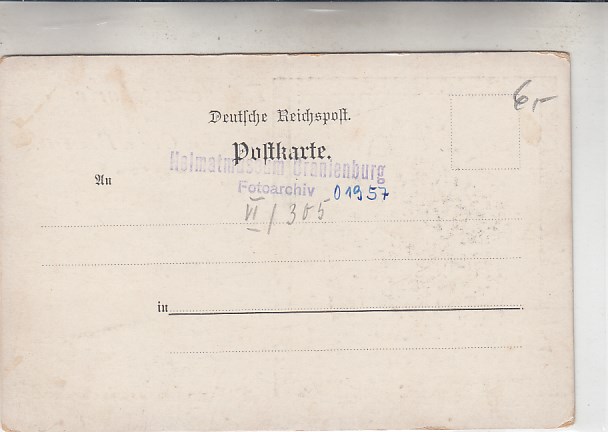 6,-
Deutsche Reichspost.
Postkarte.
Heimatmuseum Oranienburg
An
Fotoarchiv 01957
VI / 305
in